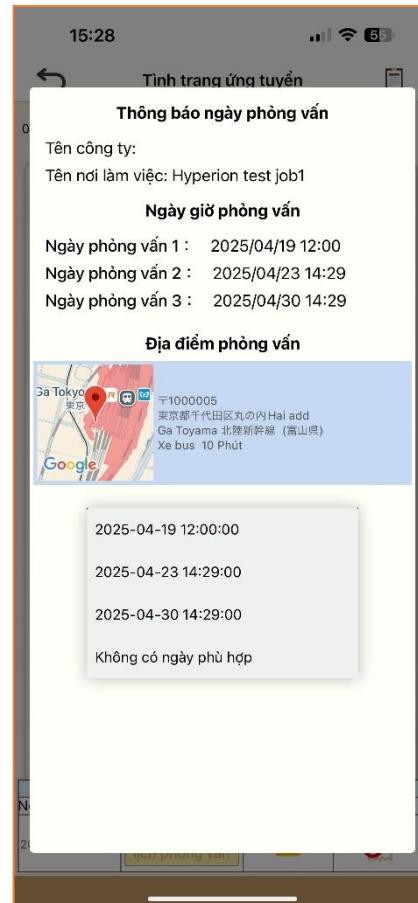 15:28
55
Tình trạng ứng tuyển
0
Thông báo ngày phỏng vấn
Tên công ty:
Tên nơi làm việc: Hyperion test job1
Ngày giờ phỏng vấn
Ngày phỏng vấn 1 : 2025/04/19 12:00
Ngày phỏng vấn 2 : 2025/04/23 14:29
Ngày phỏng vấn 3 : 2025/04/30 14:29
Địa điểm phỏng vấn
Ga Tokyo
東京
Google
〒1000005
東京都千代田区丸の内 Hai add
Ga Toyama 北陸新幹線 (富山県)
Xe bus 10 Phút
2025-04-19 12:00:00
2025-04-23 14:29:00
2025-04-30 14:29:00
Không có ngày phù hợp
N
2
lịch phỏng vấn